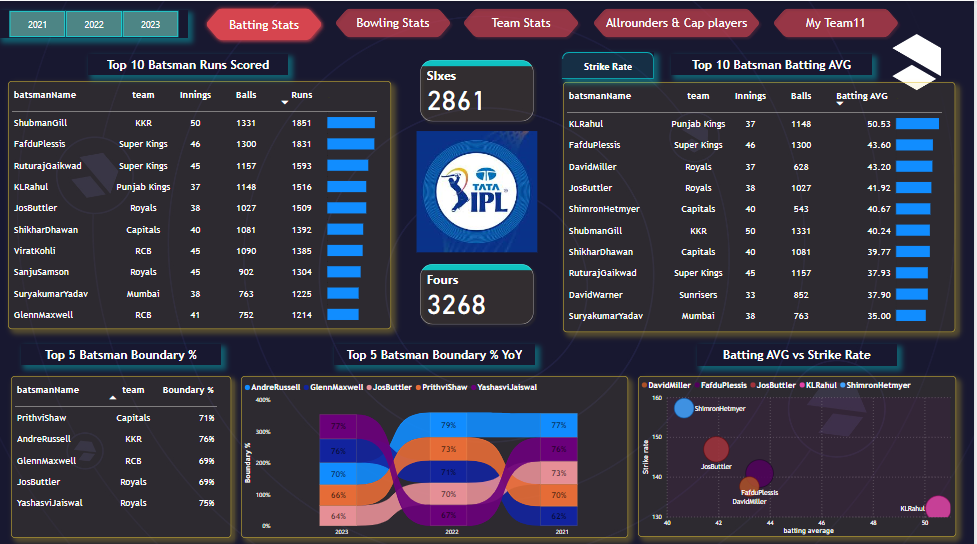 2021 2022 2023 Batting Stats Bowling Stats Team Stats Allrounders & Cap players My Team11
Top 10 Batsman Runs Scored
batsmanName team Innings Balls Runs
ShubmanGill KKR 50 1331 1851
FafduPlessis Super Kings 46 1300 1831
RuturajGaikwad Super Kings 45 1157 1593
KLRahul Punjab Kings 37 1148 1516
JosButtler Royals 38 1027 1509
ShikharDhawan Capitals 40 1081 1392
ViratKohli RCB 45 1090 1385
SanjuSamson Royals 45 902 1304
SuryakumarYadav Mumbai 38 763 1225
GlennMaxwell RCB 41 752 1214
SIxes
2861
TATA
IPL
Fours
3268
Strike Rate
Top 10 Batsman Batting AVG
batsmanName team Innings Balls Batting AVG
KLRahul Punjab Kings 37 1148 50.53
FafduPlessis Super Kings 46 1300 43.60
DavidMiller Royals 37 628 43.20
JosButtler Royals 38 1027 41.92
ShimronHetmyer Capitals 40 543 40.67
ShubmanGill KKR 50 1331 40.24
ShikharDhawan Capitals 40 1081 39.77
RuturajGaikwad Super Kings 45 1157 37.93
DavidWarner Sunrisers 33 852 37.90
SuryakumarYadav Mumbai 38 763 35.00
Top 5 Batsman Boundary %
batsmanName team Boundary %
PrithviShaw Capitals 71%
AndreRussell KKR 76%
GlennMaxwell RCB 69%
JosButtler Royals 69%
YashasviJaiswal Royals 75%
Top 5 Batsman Boundary % YoY
AndreRussell GlennMaxwell JosButtler PrithviShaw YashasviJaiswal
Boundary %
400%
300%
200%
100%
0%
77% 79% 77%
76% 73% 76%
70% 71% 73%
66% 70% 70%
64% 67% 62%
2023 2022 2021
Batting AVG vs Strike Rate
DavidMiller FafduPlessis JosButtler KLRahul ShimronHetmyer
Strike rate
160
150
140
130
ShimronHetmyer
JosButtler
FafduPlessis
DavidMiller
KLRahul
40 42 44 46 48 50
batting average